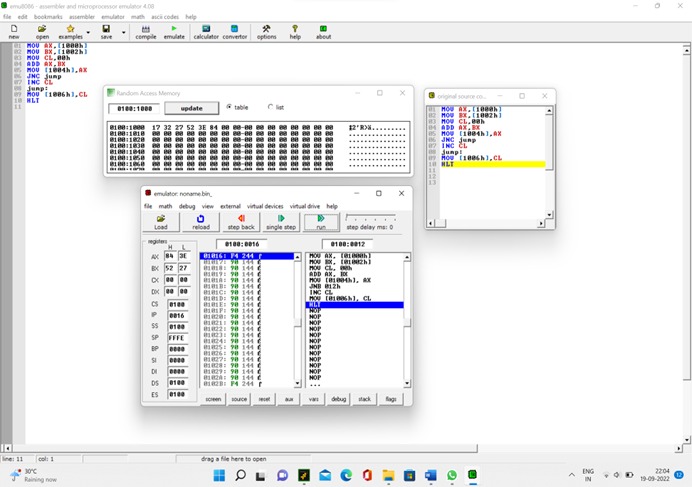 emu8086 - assembler and microprocessor emulator 4.08
file edit bookmarks assembler emulator math ascii codes help
new open examples save compile emulate calculator convertor options help about
01 MOV AX,[1000h]
02 MOV BX,[1002h]
03 MOV CL,00h
04 ADD AX,BX
05 MOV [1004h],AX
06 JNC jump
07 INC CL
08 jump:
09 MOV [1006h],CL
10 HLT
11
Random Access Memory
0100:1000 update table list
0100:1000 17 32 27 52 3E 84 00 00-00 00 00 00 00 00 00 00
0100:1010 00 00 00 00 00 00 00 00-00 00 00 00 00 00 00 00
0100:1020 00 00 00 00 00 00 00 00-00 00 00 00 00 00 00 00
0100:1030 00 00 00 00 00 00 00 00-00 00 00 00 00 00 00 00
0100:1040 00 00 00 00 00 00 00 00-00 00 00 00 00 00 00 00
0100:1050 00 00 00 00 00 00 00 00-00 00 00 00 00 00 00 00
0100:1060 00 00 00 00 00 00 00 00-00 00 00 00 00 00 00 00
original source co...
01 MOV AX,[1000h]
02 MOV BX,[1002h]
03 MOV CL,00h
04 ADD AX,BX
05 MOV [1004h],AX
06 JNC jump
07 INC CL
08 jump:
09 MOV [1006h],CL
10 HLT
11
12
13
emulator: noname.bin_
file math debug view external virtual devices virtual drive help
Load reload step back single step run step delay ms: 0
registers
H L
0100:0016 0100:0012
AX 84 3E
BX 52 27
CX 00 00
DX 00 00
CS 0100
IP 0016
SS 0100
SP FFFE
BP 0000
SI 0000
DI 0000
DS 0100
ES 0100
01016: F4 244
01017: 90 144 É
01018: 90 144 É
01019: 90 144 É
0101A: 90 144 É
0101B: 90 144 É
0101C: 90 144 É
0101D: 90 144 É
0101E: 90 144 É
0101F: 90 144 É
01020: 90 144 É
01021: 90 144 É
01022: 90 144 É
01023: 90 144 É
01024: 90 144 É
01025: 90 144 É
01026: 90 144 É
01027: 90 144 É
01028: 90 144 É
01029: 90 144 É
0102A: 90 144 É
0102B: F4 244
MOV AX, [01000h]
MOV BX, [01002h]
MOV CL, 00h
ADD AX, BX
MOV [01004h], AX
JNB 012h
INC CL
MOV [01006h], CL
HLT
NOP
NOP
NOP
NOP
NOP
NOP
NOP
NOP
NOP
NOP
NOP
NOP
...
screen source reset aux vars debug stack flags
line: 11 col: 1 drag a file here to open
30°C
Raining now
ENG
IN
22:04
19-09-2022
12